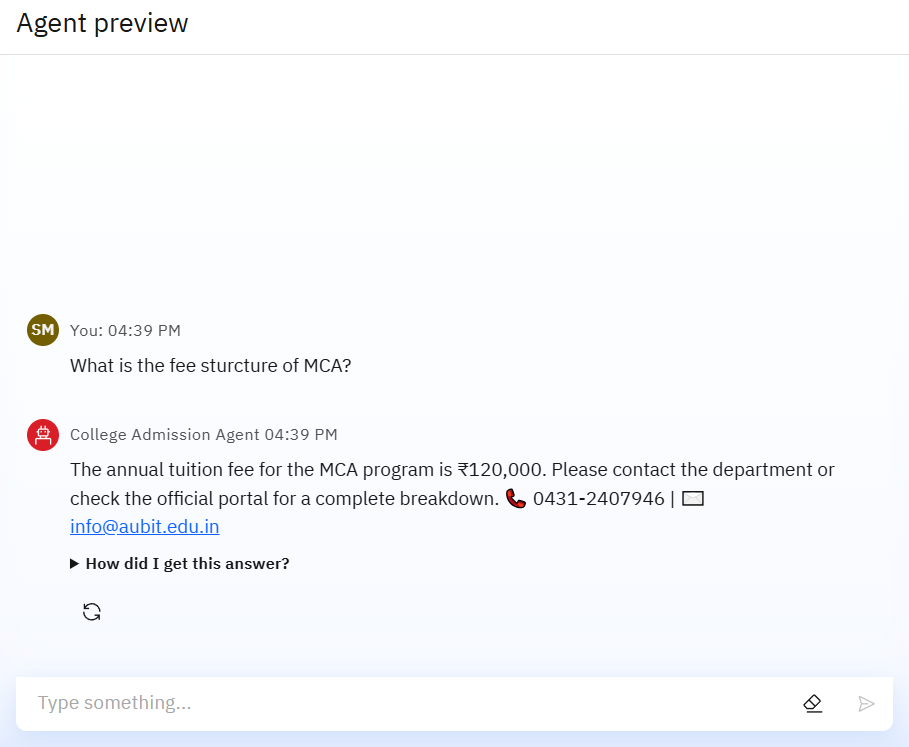 Agent preview
SM You: 04:39 PM
What is the fee sturcture of MCA?
College Admission Agent 04:39 PM
The annual tuition fee for the MCA program is ₹120,000. Please contact the department or
check the official portal for a complete breakdown. 📞 0431-2407946 | ✉️
info@aubit.edu.in
▶ How did I get this answer?
Type something...